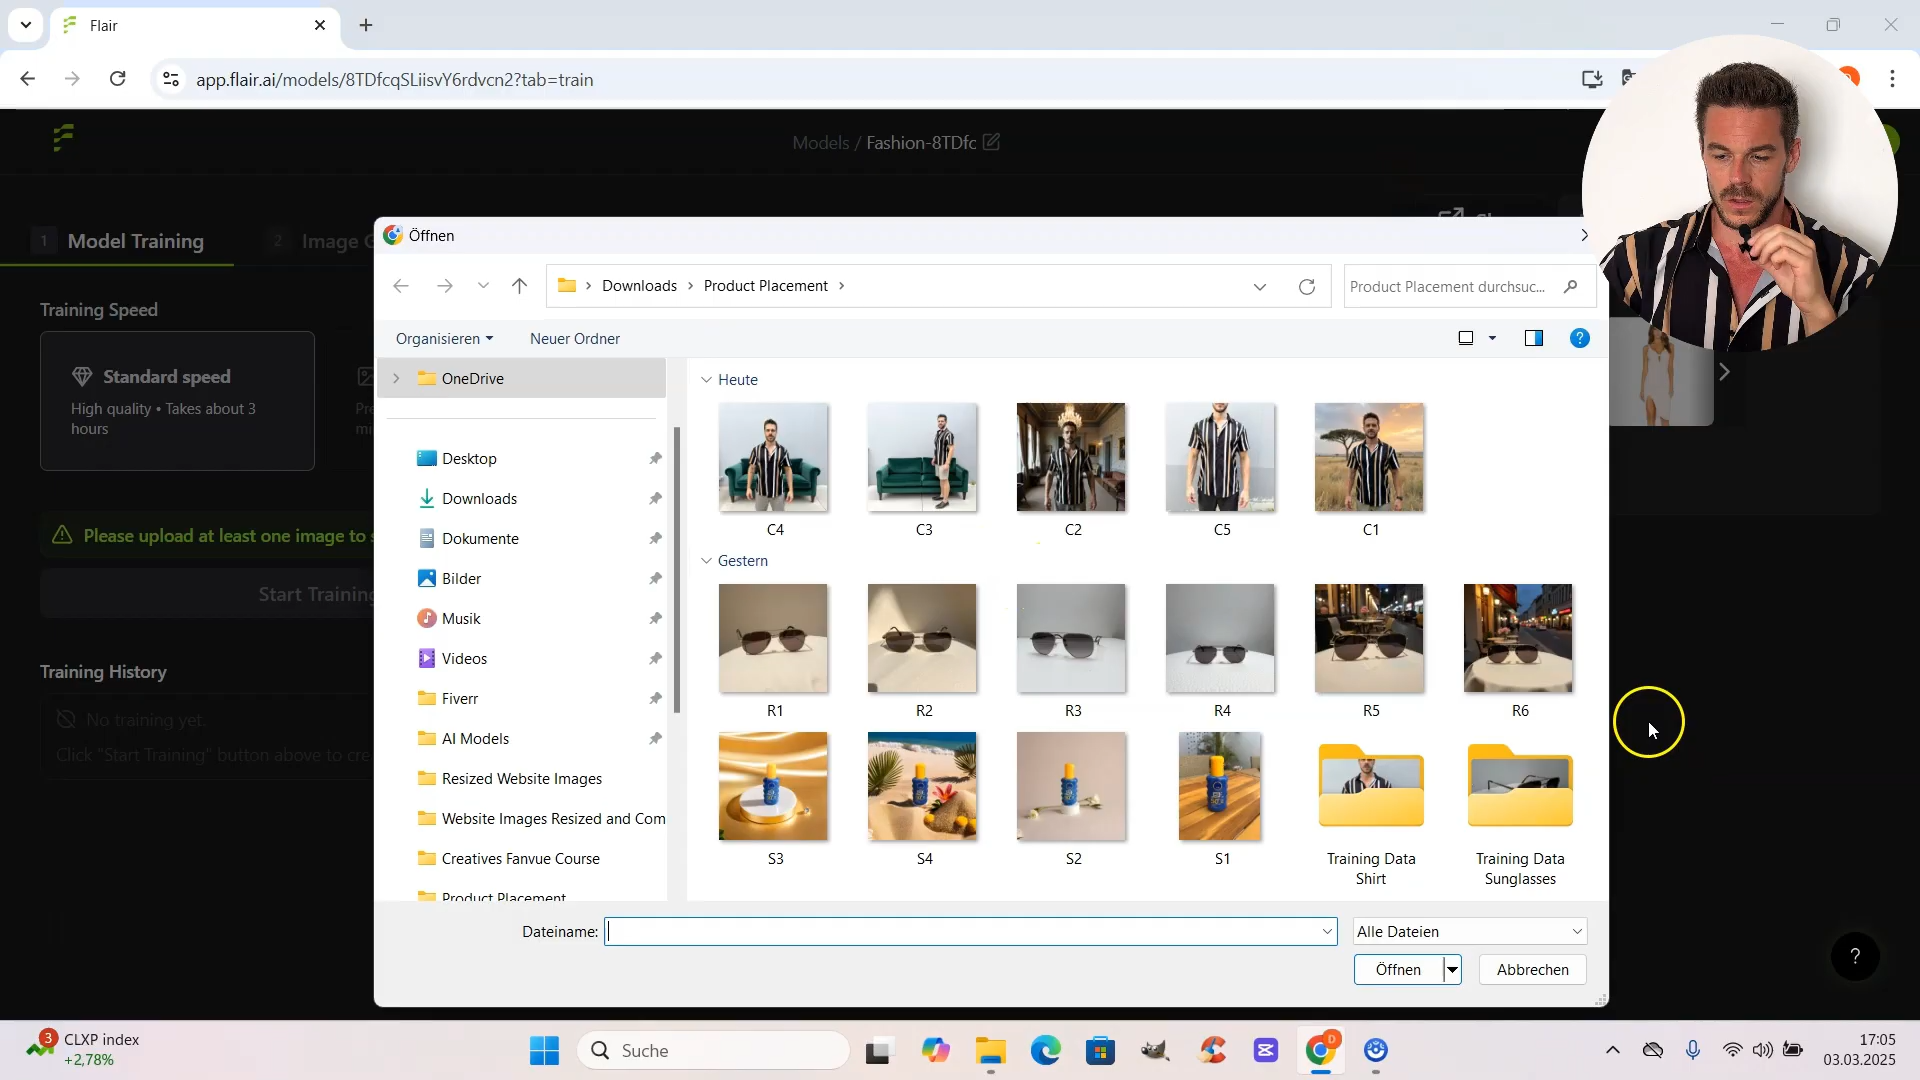 Flair
app.flair.ai/models/8TDfcqSLiisvY6rdvcn2?tab=train
Models / Fashion-8TDfc
1 Model Training
2 Image G
Training Speed
Standard speed
High quality • Takes about 3
hours
Please upload at least one image to s
Start Training
Training History
No training yet.
Click "Start Training" button above to cre
Öffnen
Downloads
Product Placement
Product Placement durchsuc...
Organisieren
Neuer Ordner
OneDrive
Desktop
Downloads
Dokumente
Bilder
Musik
Videos
Fiverr
AI Models
Resized Website Images
Website Images Resized and Com
Creatives Fanvue Course
Product Placement
Heute
C4
C3
C2
C5
C1
Gestern
R1
R2
R3
R4
R5
R6
S3
S4
S2
S1
Training Data
Shirt
Training Data
Sunglasses
Dateiname:
Alle Dateien
Öffnen
Abbrechen
?
?
3
CLXP index
+2,78%
Suche
D
17:05
03.03.2025